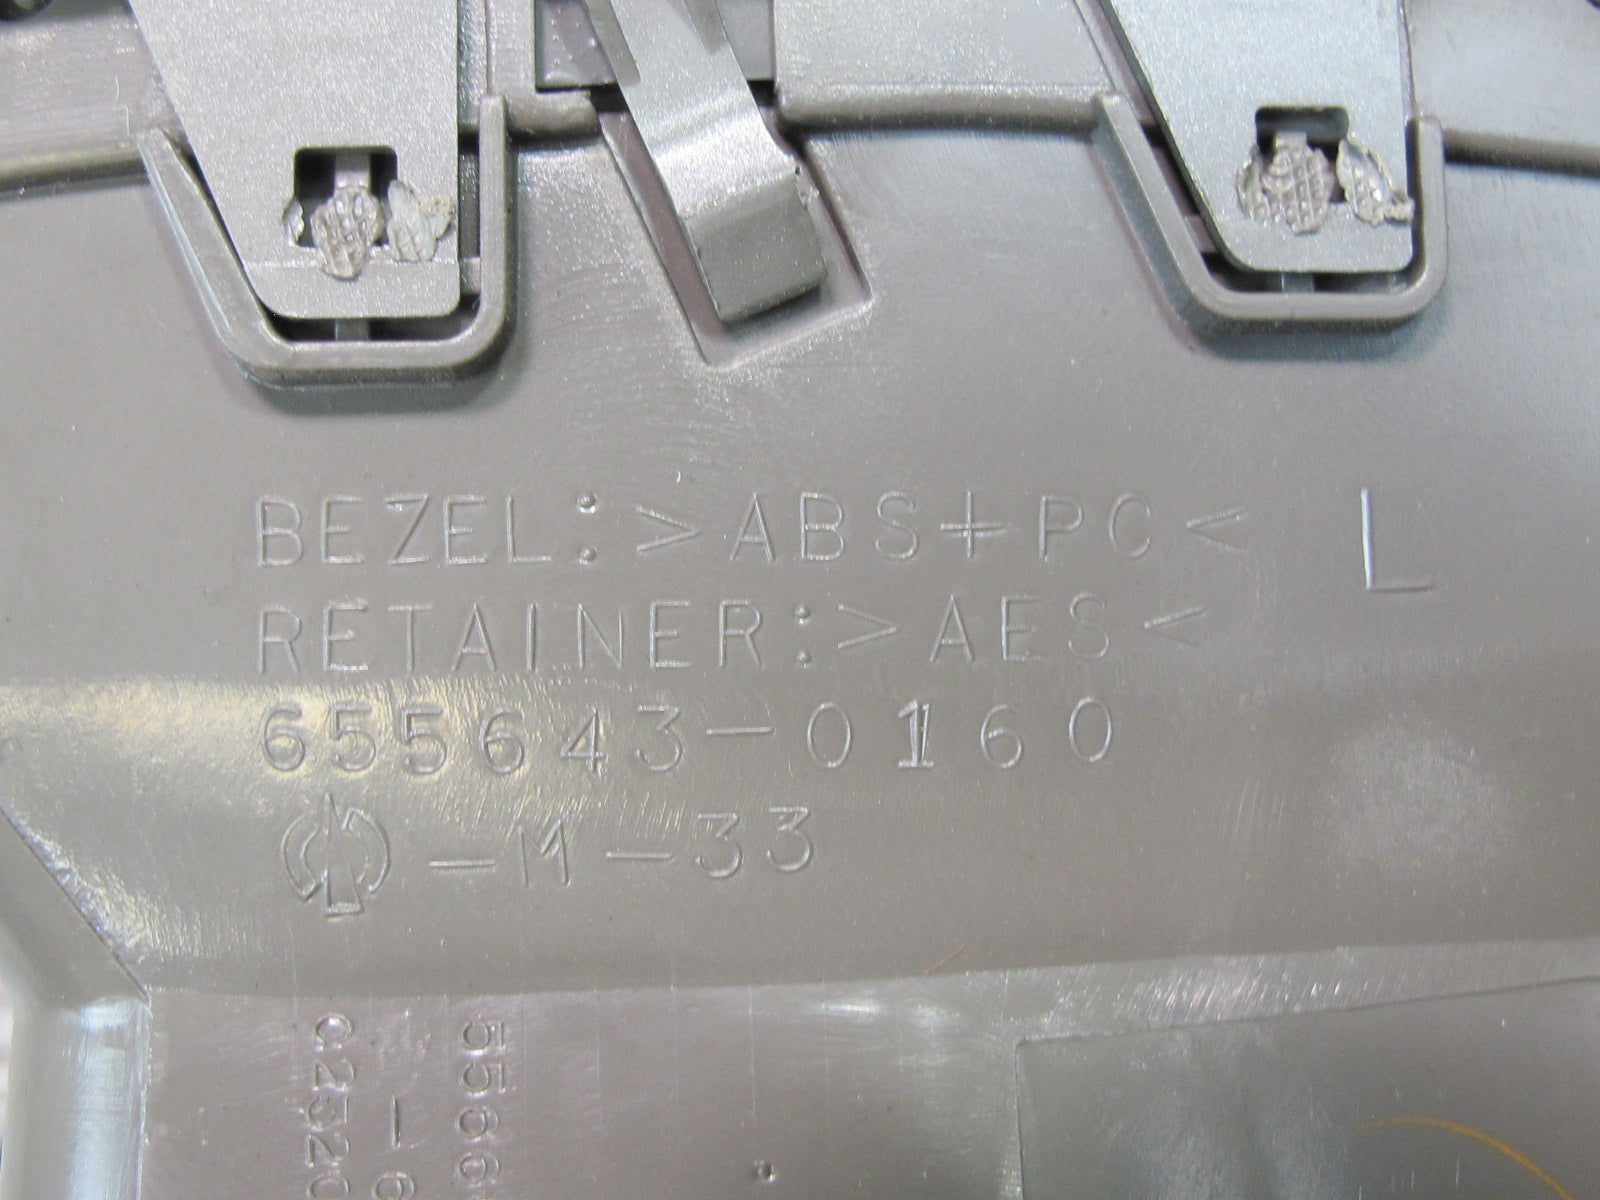 BEZEL:>ABS+PC< L
RETAINER:>AES<
655643-0160
-M-33